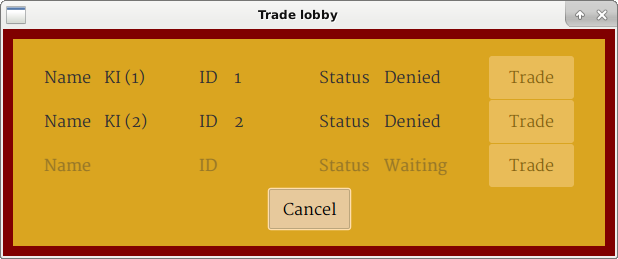 Trade lobby
Name KI (1) ID 1 Status Denied Trade
Name KI (2) ID 2 Status Denied Trade
Name ID Status Waiting Trade
Cancel